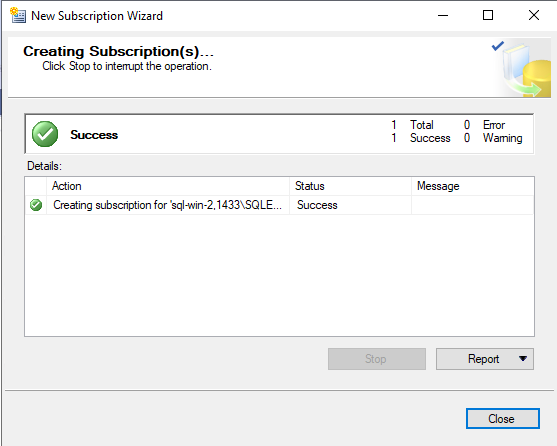 New Subscription Wizard
Creating Subscription(s)...
Click Stop to interrupt the operation.
Success
1 Total 0 Error
1 Success 0 Warning
Details:
Action Status Message
Creating subscription for 'sql-win-2,1433\SQLE... Success
Stop Report
Close